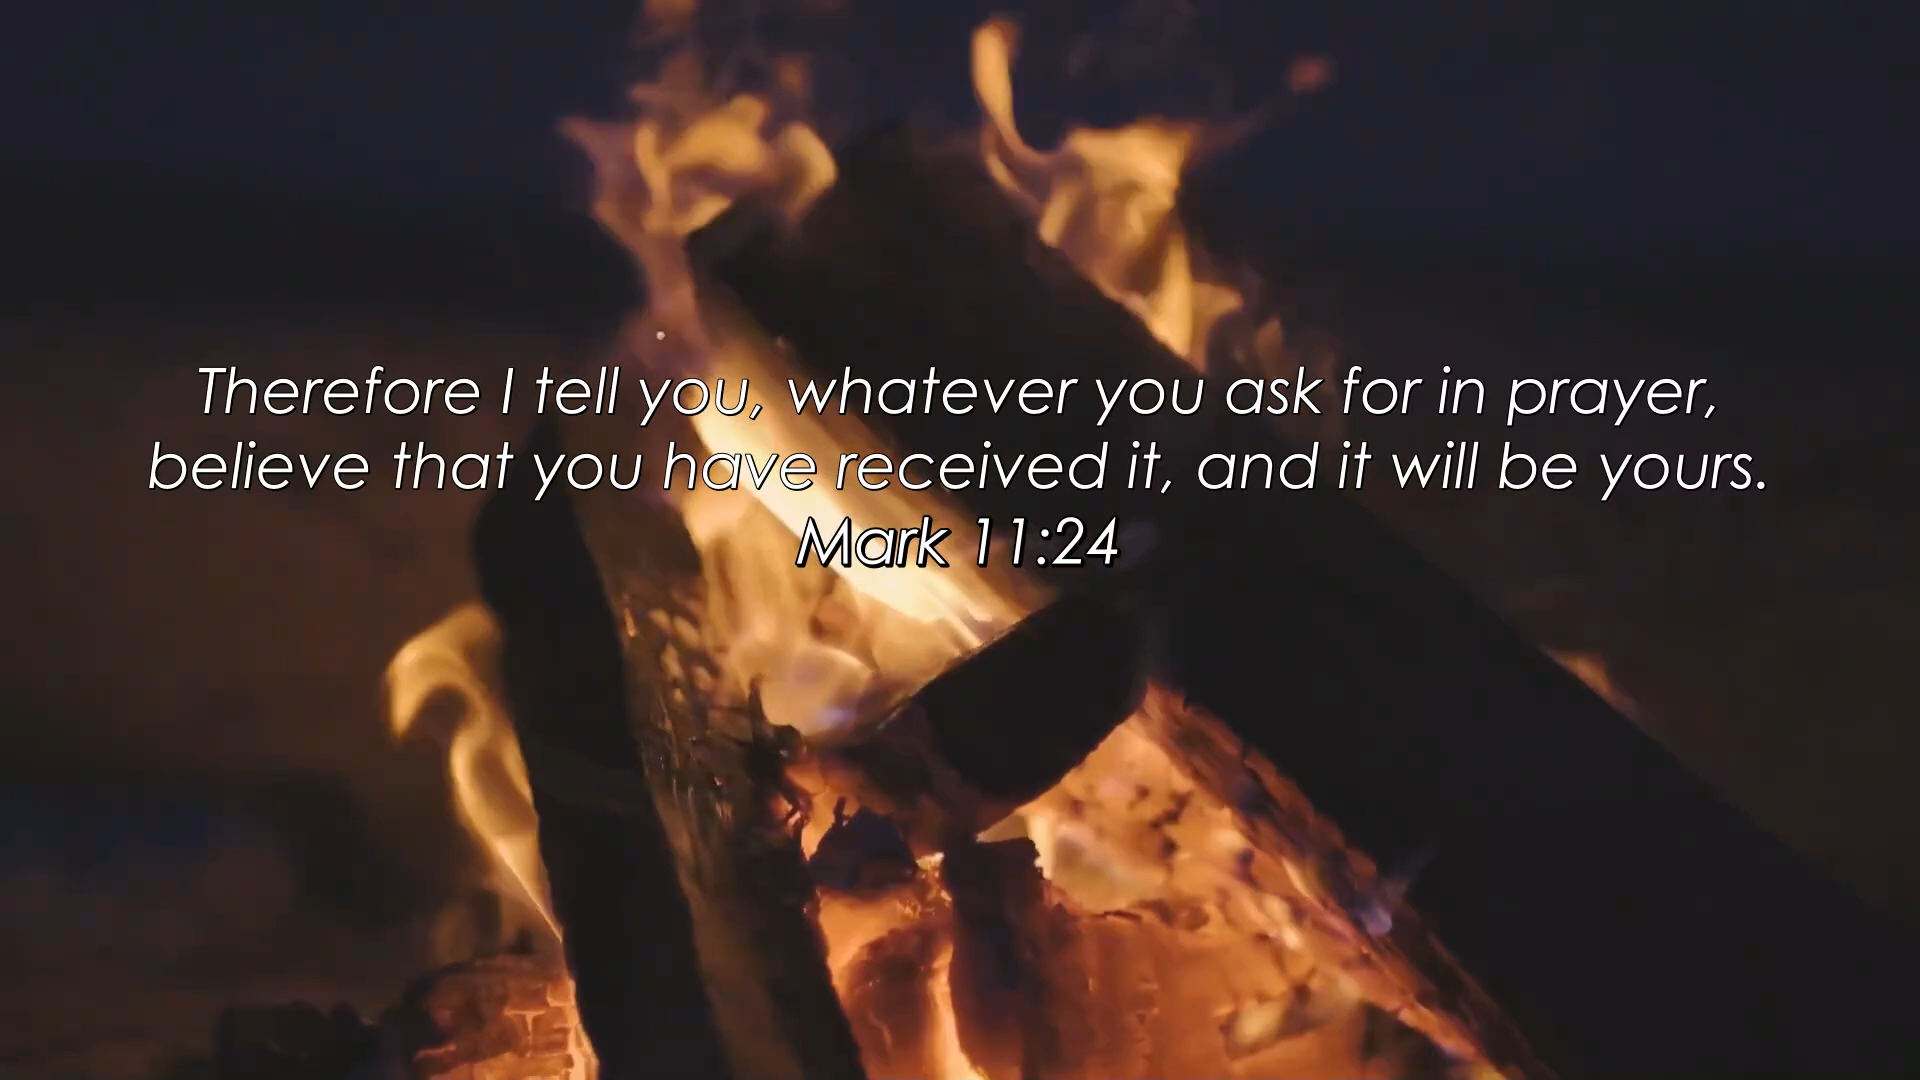 Therefore I tell you, whatever you ask for in prayer,
believe that you have received it, and it will be yours.
Mark 11:24